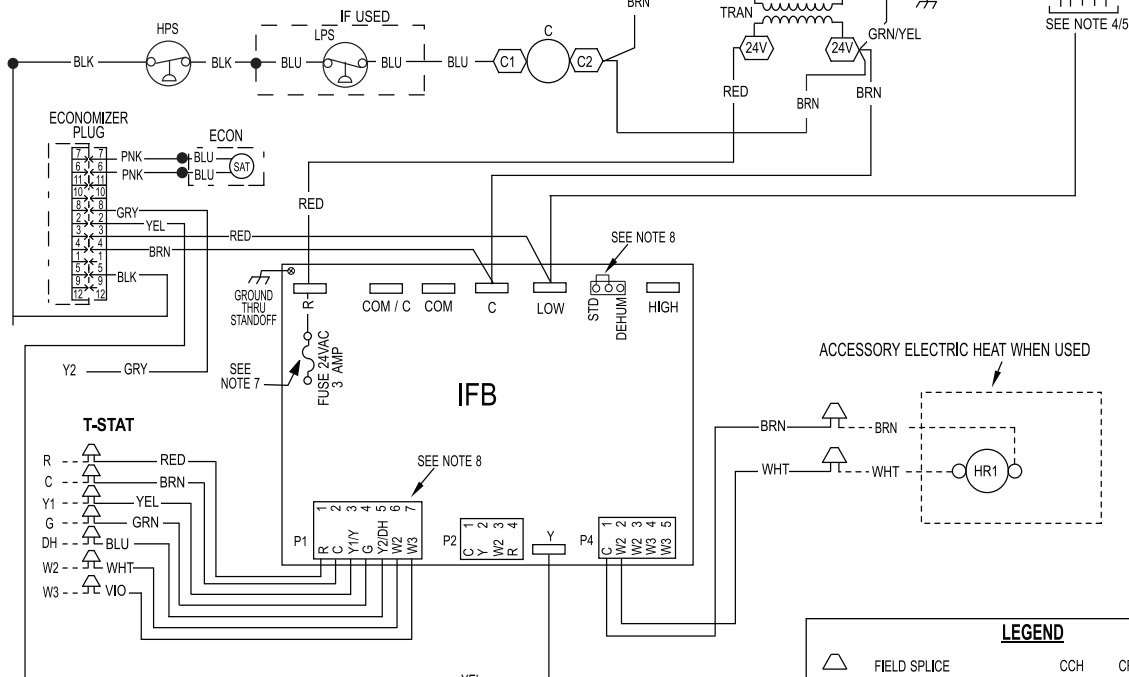 BRN
TRAN
GRN/YEL
SEE NOTE 4/5
24V
24V
HPS
IF USED
LPS
C
BLK
BLK
BLU
BLU
BLU
C1
C2
RED
BRN
BRN
ECONOMIZER
PLUG
ECON
7 7
6 6
11 11
10 10
8 8
2 2
3 3
4 4
1 1
5 5
9 9
12 12
PNK
BLU
PNK
BLU
SAT
GRY
YEL
RED
BRN
BLK
RED
SEE NOTE 8
GROUND
THRU
STANDOFF
R
COM / C
COM
C
LOW
STD
DEHUM
HIGH
FUSE 24VAC
3 AMP
SEE
NOTE 7
IFB
Y2
GRY
ACCESSORY ELECTRIC HEAT WHEN USED
BRN
BRN
WHT
WHT
HR1
T-STAT
R
RED
C
BRN
Y1
YEL
G
GRN
DH
BLU
W2
WHT
W3
VIO
SEE NOTE 8
P1
1 2 3 4 5 6 7
R C Y1/Y G Y2/DH W2 W3
P2
1 2 3 4
C Y W2 R
Y
P4
1 2 3 4 5
C W2 W2 W3 W3
LEGEND
FIELD SPLICE
CCH